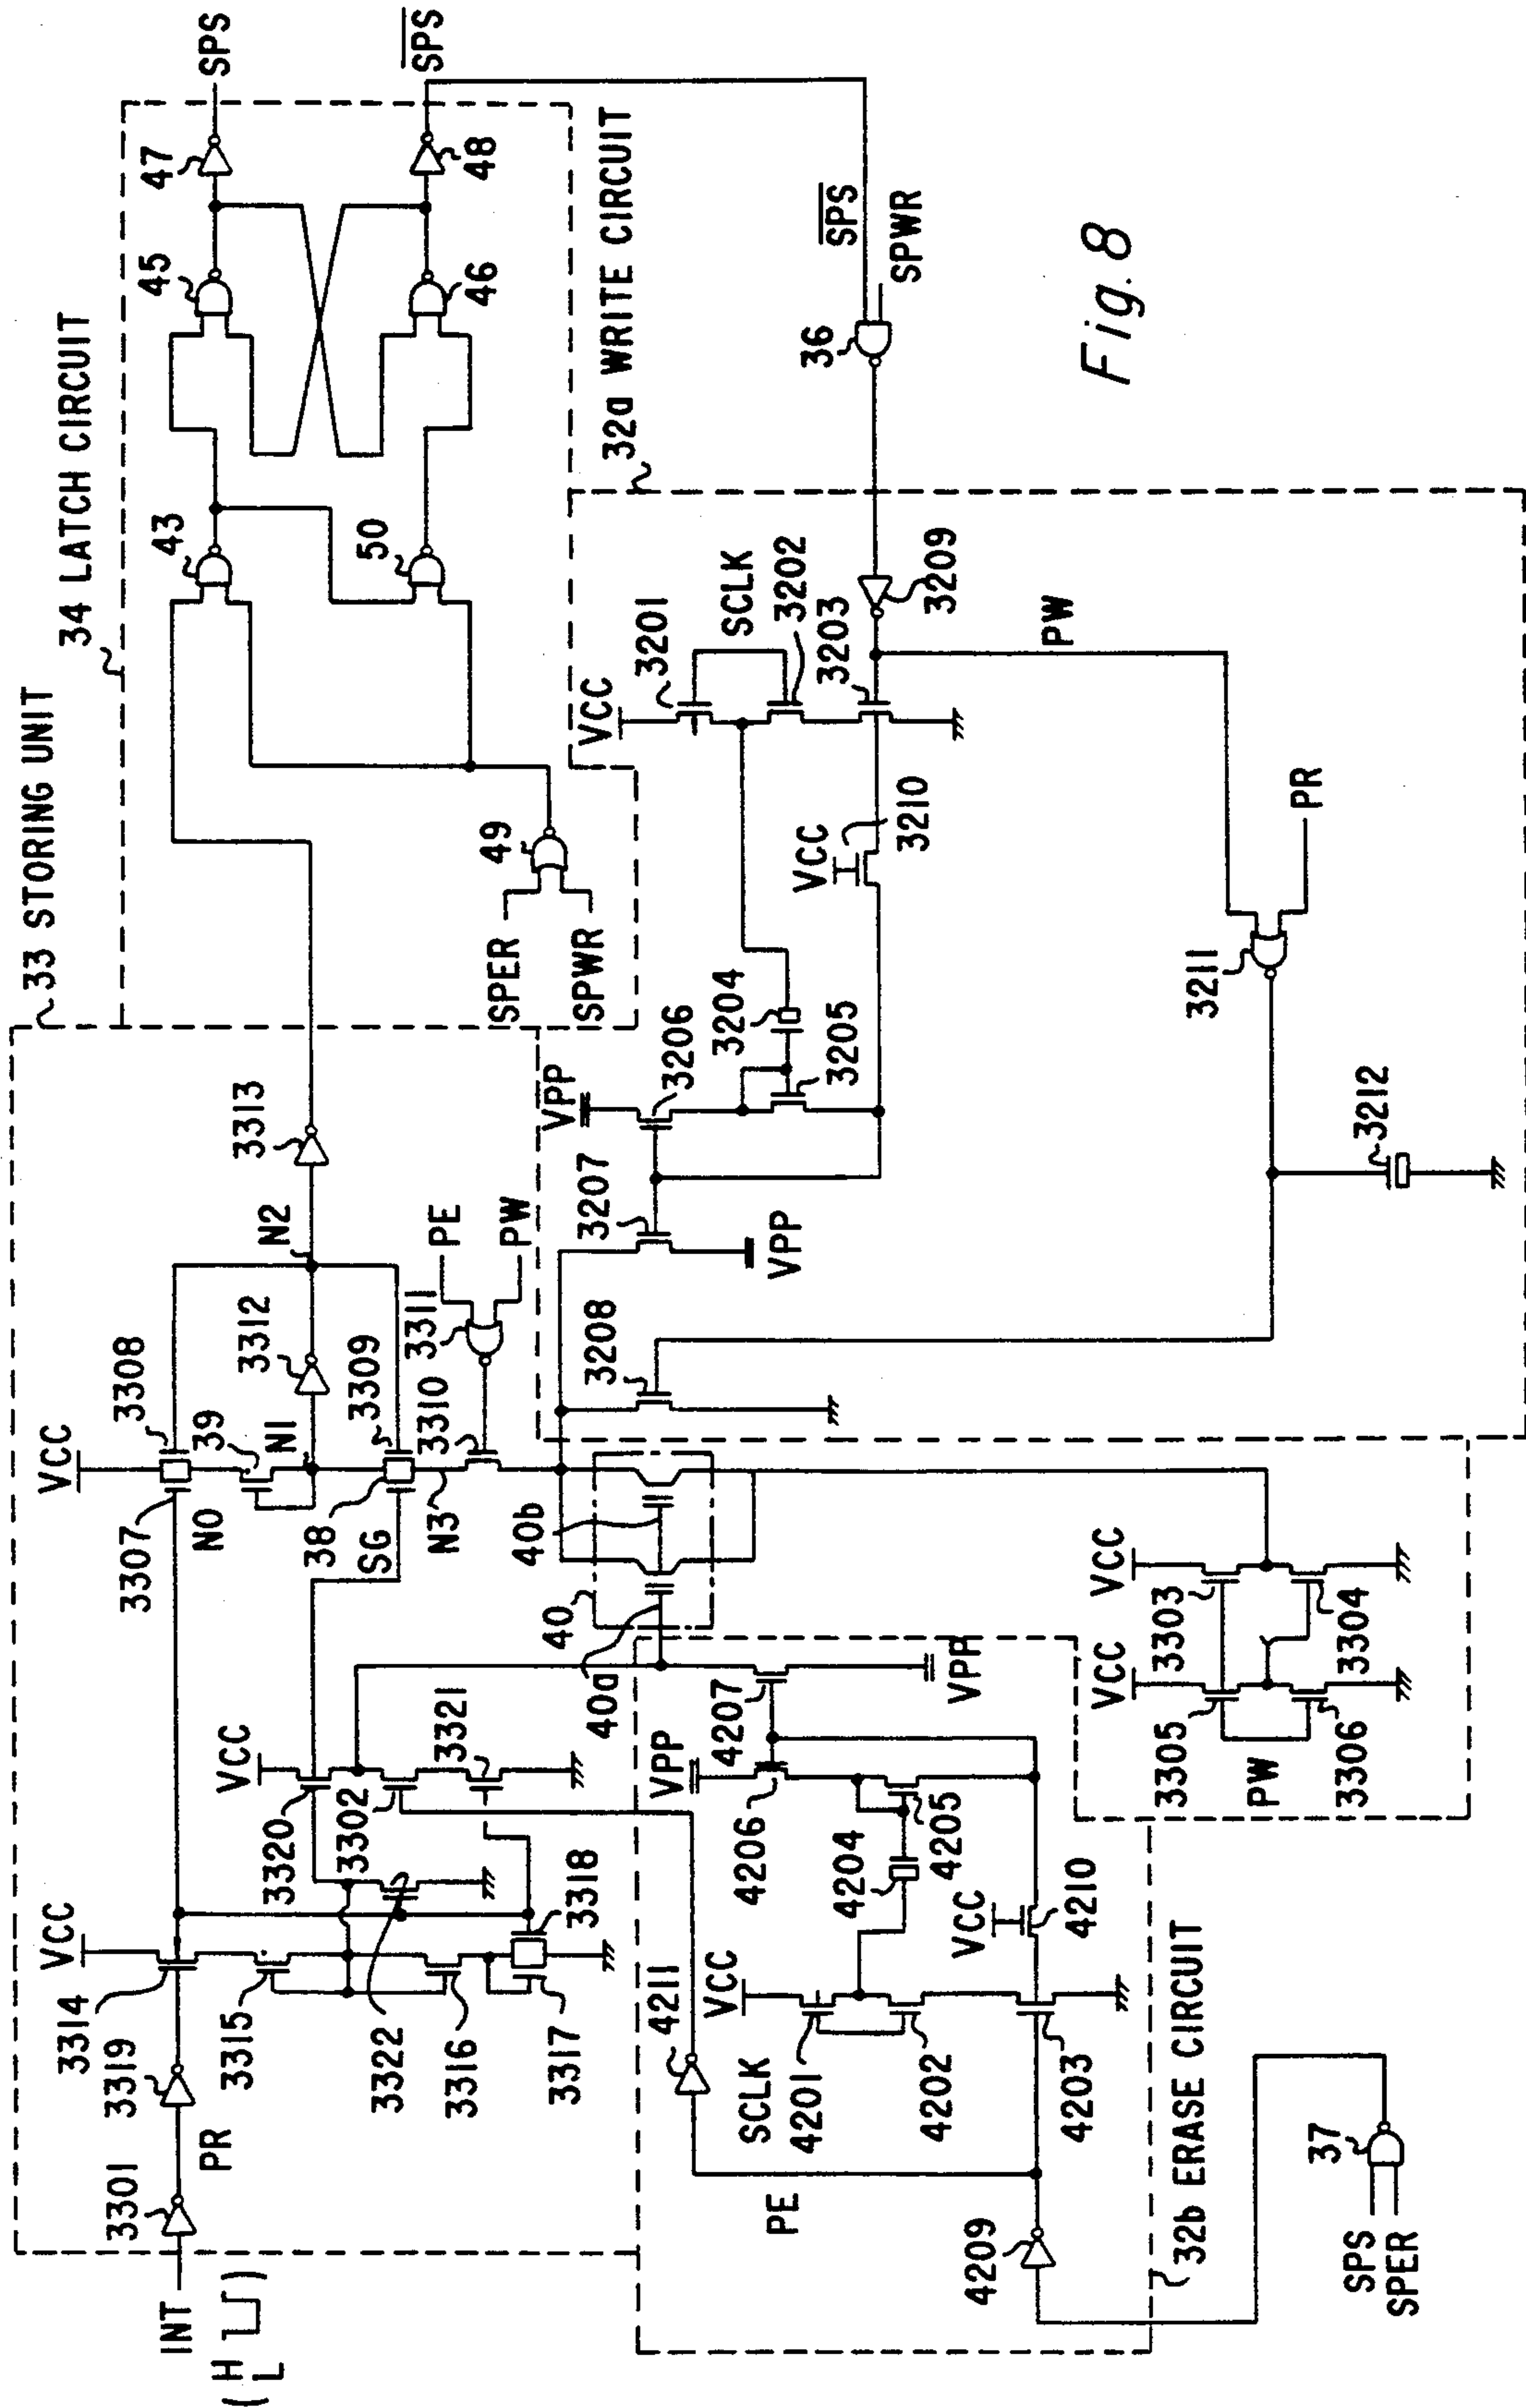 33 STORING UNIT
34 LATCH CIRCUIT
SPS
SPS
47
48
45
46
43
50
49
SPER
SPWR
3313
N2
3308
3312
39
N1
VCC
3307
N0
38
SG
N3
3309
3310
3311
PE
PW
VCC
3314
3319
3301
PR
INT
( H
L )
3315
3322
3316
3317
3318
VCC
3320
3302
3321
40
40a
40b
32a WRITE CIRCUIT
SPS
SPWR
36
3209
VCC
3201
SCLK
3202
3203
PW
VCC
3210
3204
3205
3206
VPP
3207
VPP
3208
PR
3211
3212
VCC
3303
3304
VCC
3305
PW
3306
VPP
4207
VPP
4206
4205
4204
VCC
4210
4211
VCC
SCLK
4201
4202
4203
PE
4209
32b ERASE CIRCUIT
37
SPS
SPER
Fig. 8